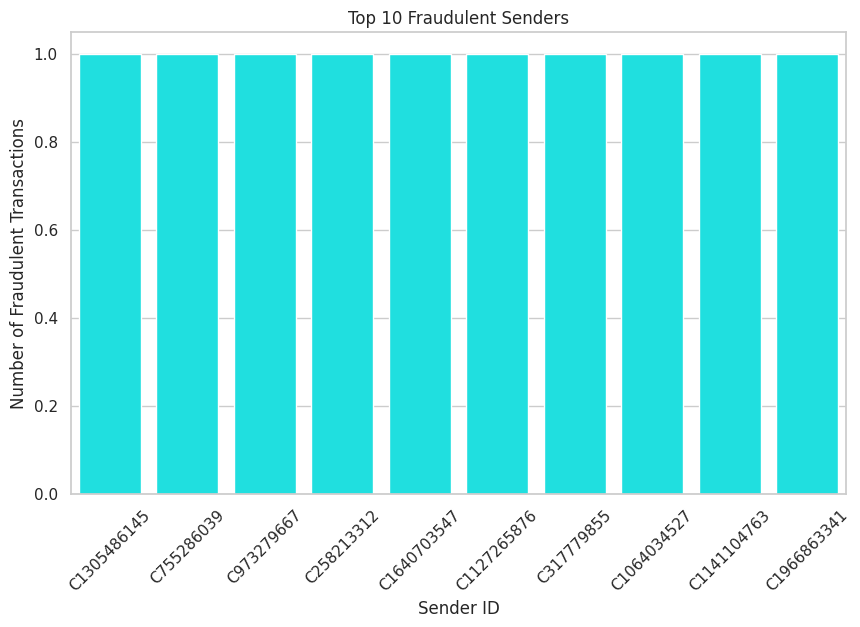 Top 10 Fraudulent Senders
Number of Fraudulent Transactions
1.0
0.8
0.6
0.4
0.2
0.0
C1305486145
C755286039
C973279667
C258213312
C1640703547
C1127265876
C317779855
C1064034527
C1141104763
C1966863341
Sender ID